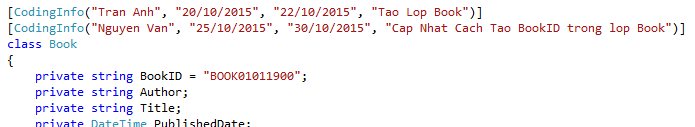 [CodingInfo("Tran Anh", "20/10/2015", "22/10/2015", "Tao Lop Book")]
[CodingInfo("Nguyen Van", "25/10/2015", "30/10/2015", "Cap Nhat Cach Tao BookID trong lop Book")]
class Book
{
    private string BookID = "BOOK01011900";
    private string Author;
    private string Title;
    private DateTime PublishedDate;